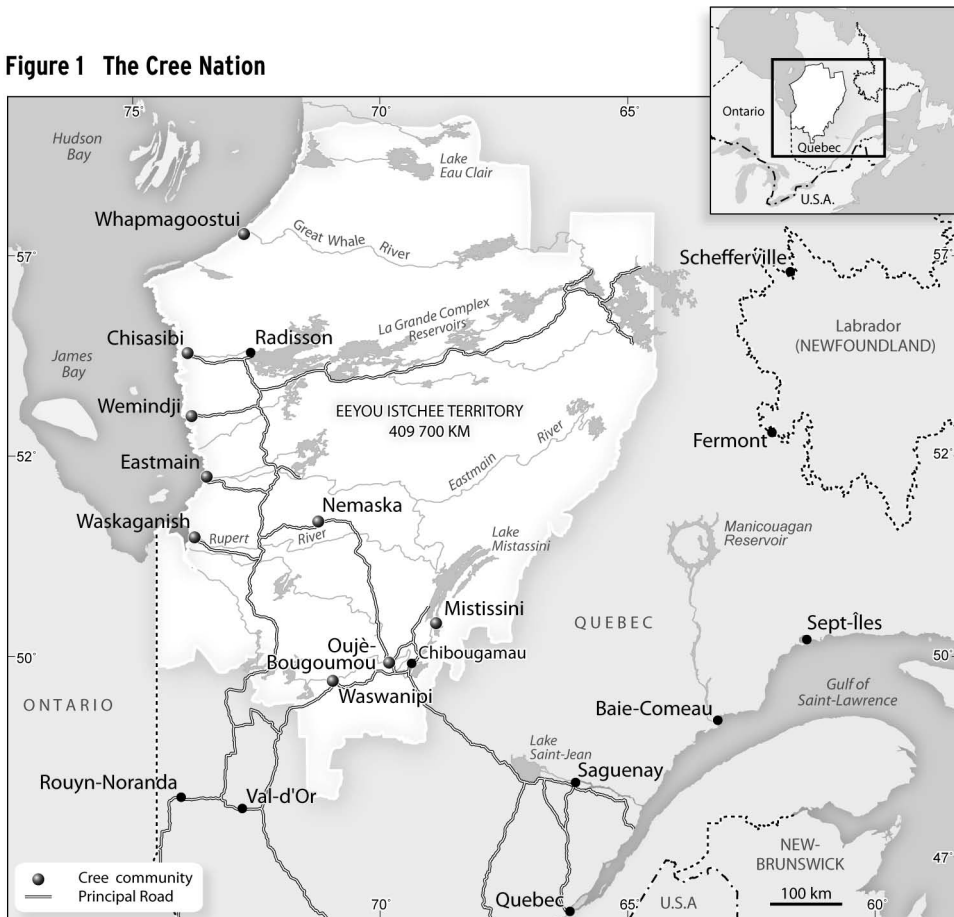 Figure 1 The Cree Nation
Ontario
Quebec
U.S.A.
75°
70°
65°
Hudson
Bay
Lake
Eau Clair
Whapmagoostui
Great Whale River
57°
Schefferville
57°
La Grande Complex
Reservoirs
Chisasibi
Radisson
Labrador
(NEWFOUNDLAND)
James
Bay
Wemindji
EEYOU ISTCHEE TERRITORY
409 700 KM
Eastmain River
Fermont
52°
52°
Eastmain
Nemaska
Waskaganish
Rupert River
Lake
Mistassini
Manicouagan
Reservoir
Mistissini
QUEBEC
Sept-Îles
Oujè-
Bougoumou
Chibougamau
50°
50°
Waswanipi
ONTARIO
Gulf of
Saint-Lawrence
Baie-Comeau
Lake
Saint-Jean
Saguenay
Rouyn-Noranda
Val-d'Or
NEW-
BRUNSWICK
47°
Cree community
Principal Road
100 km
Quebec
U.S.A
70°
65°
60°